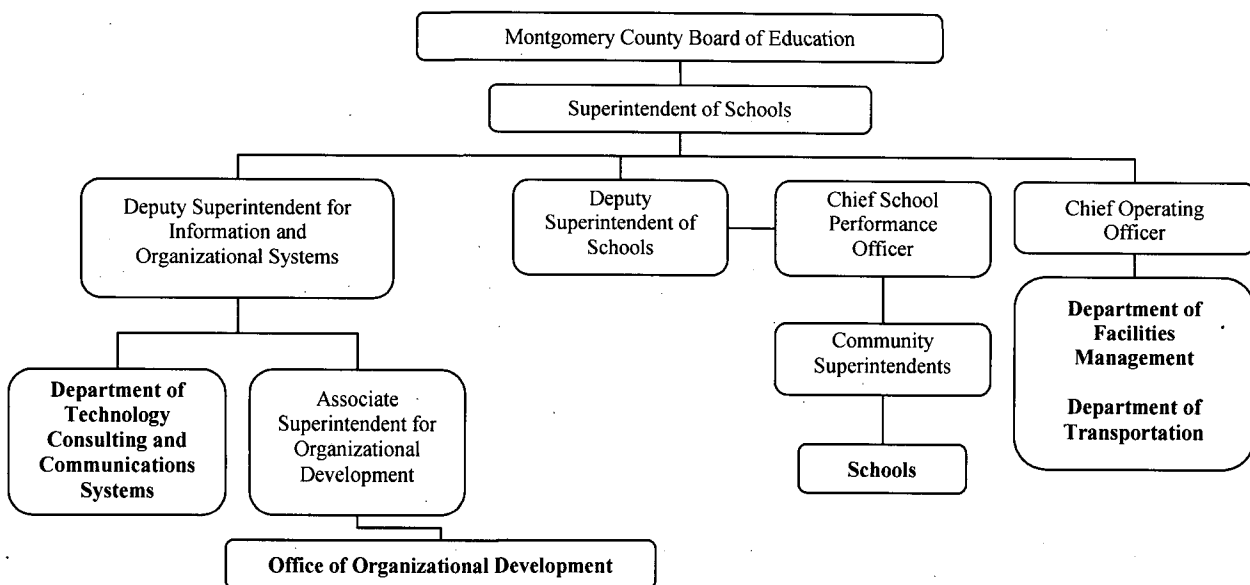 Montgomery County Board of Education
Superintendent of Schools
Deputy Superintendent for
Information and
Organizational Systems
Deputy
Superintendent of
Schools
Chief School
Performance
Officer
Chief Operating
Officer
Department of
Technology
Consulting and
Communications
Systems
Associate
Superintendent for
Organizational
Development
Community
Superintendents
Schools
Department of
Facilities
Management
Department of
Transportation
Office of Organizational Development